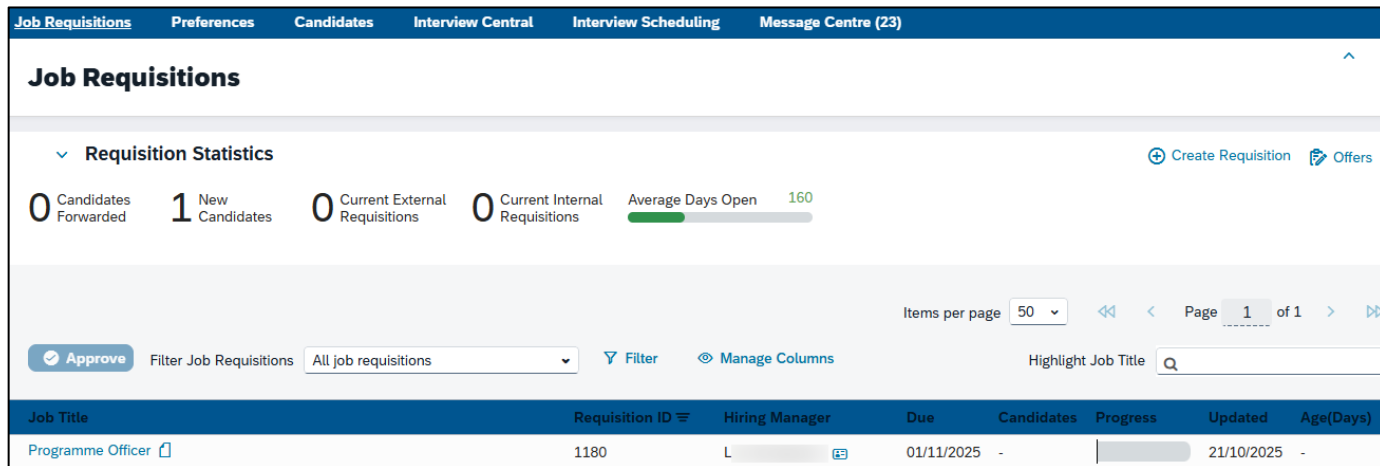 Job Requisitions Preferences Candidates Interview Central Interview Scheduling Message Centre (23)
Job Requisitions
Requisition Statistics Create Requisition Offers
0 Candidates Forwarded 1 New Candidates 0 Current External Requisitions 0 Current Internal Requisitions Average Days Open 160
Items per page 50 Page 1 of 1
Approve Filter Job Requisitions All job requisitions Filter Manage Columns Highlight Job Title
Job Title Requisition ID Hiring Manager Due Candidates Progress Updated Age(Days)
Programme Officer 1180 L 01/11/2025 - 21/10/2025 -